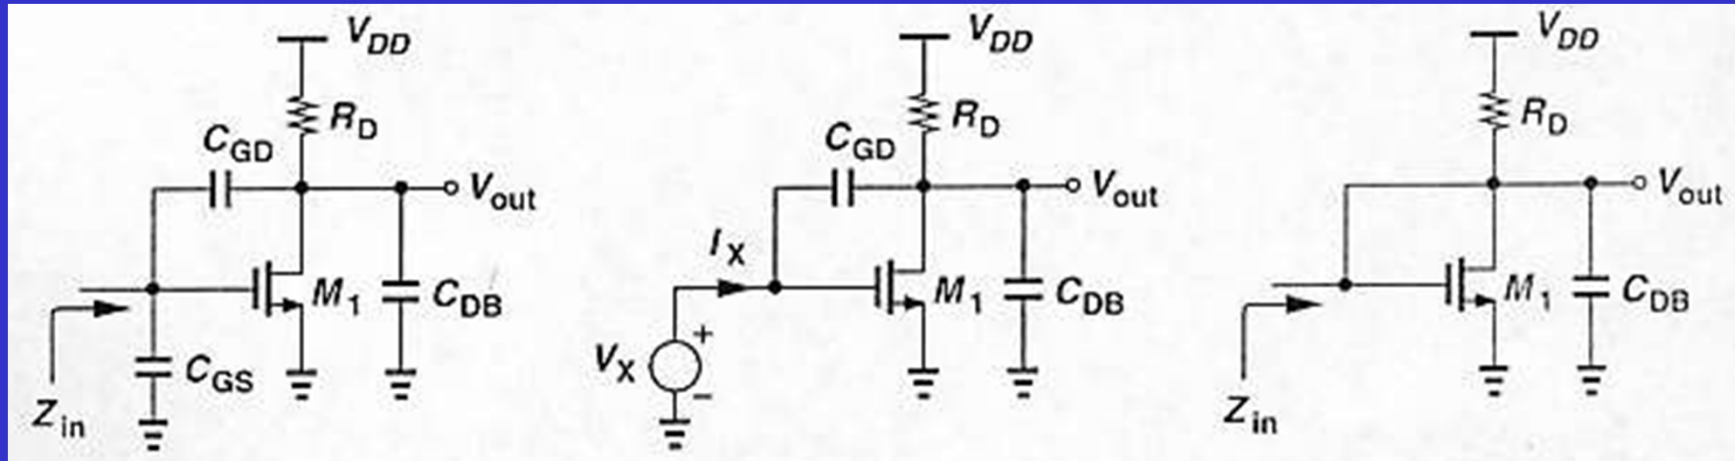 VDD
RD
CGD
Vout
M1
CDB
CGS
Zin
VDD
RD
CGD
Vout
IX
M1
CDB
VX
+
−
VDD
RD
Vout
M1
CDB
Zin